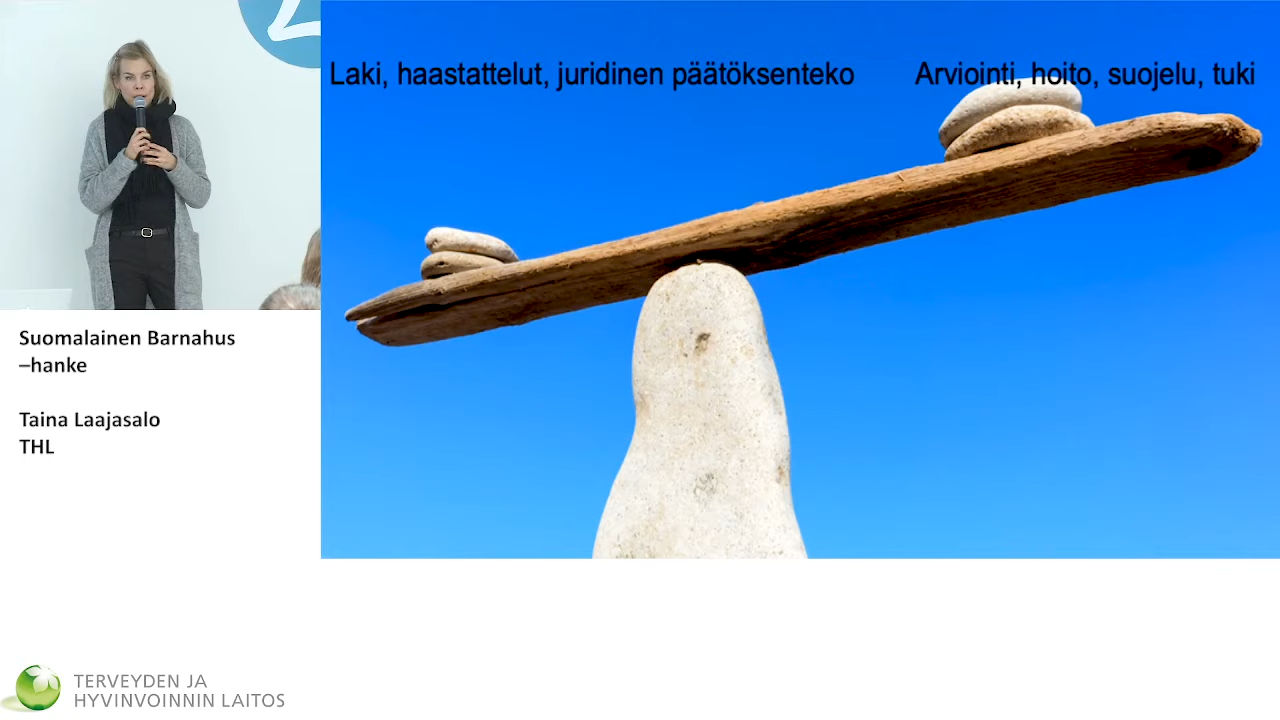 Laki, haastattelut, juridinen päätöksenteko
Arviointi, hoito, suojelu, tuki
Suomalainen Barnahus
–hanke
Taina Laajasalo
THL
TERVEYDEN JA
HYVINVOINNIN LAITOS